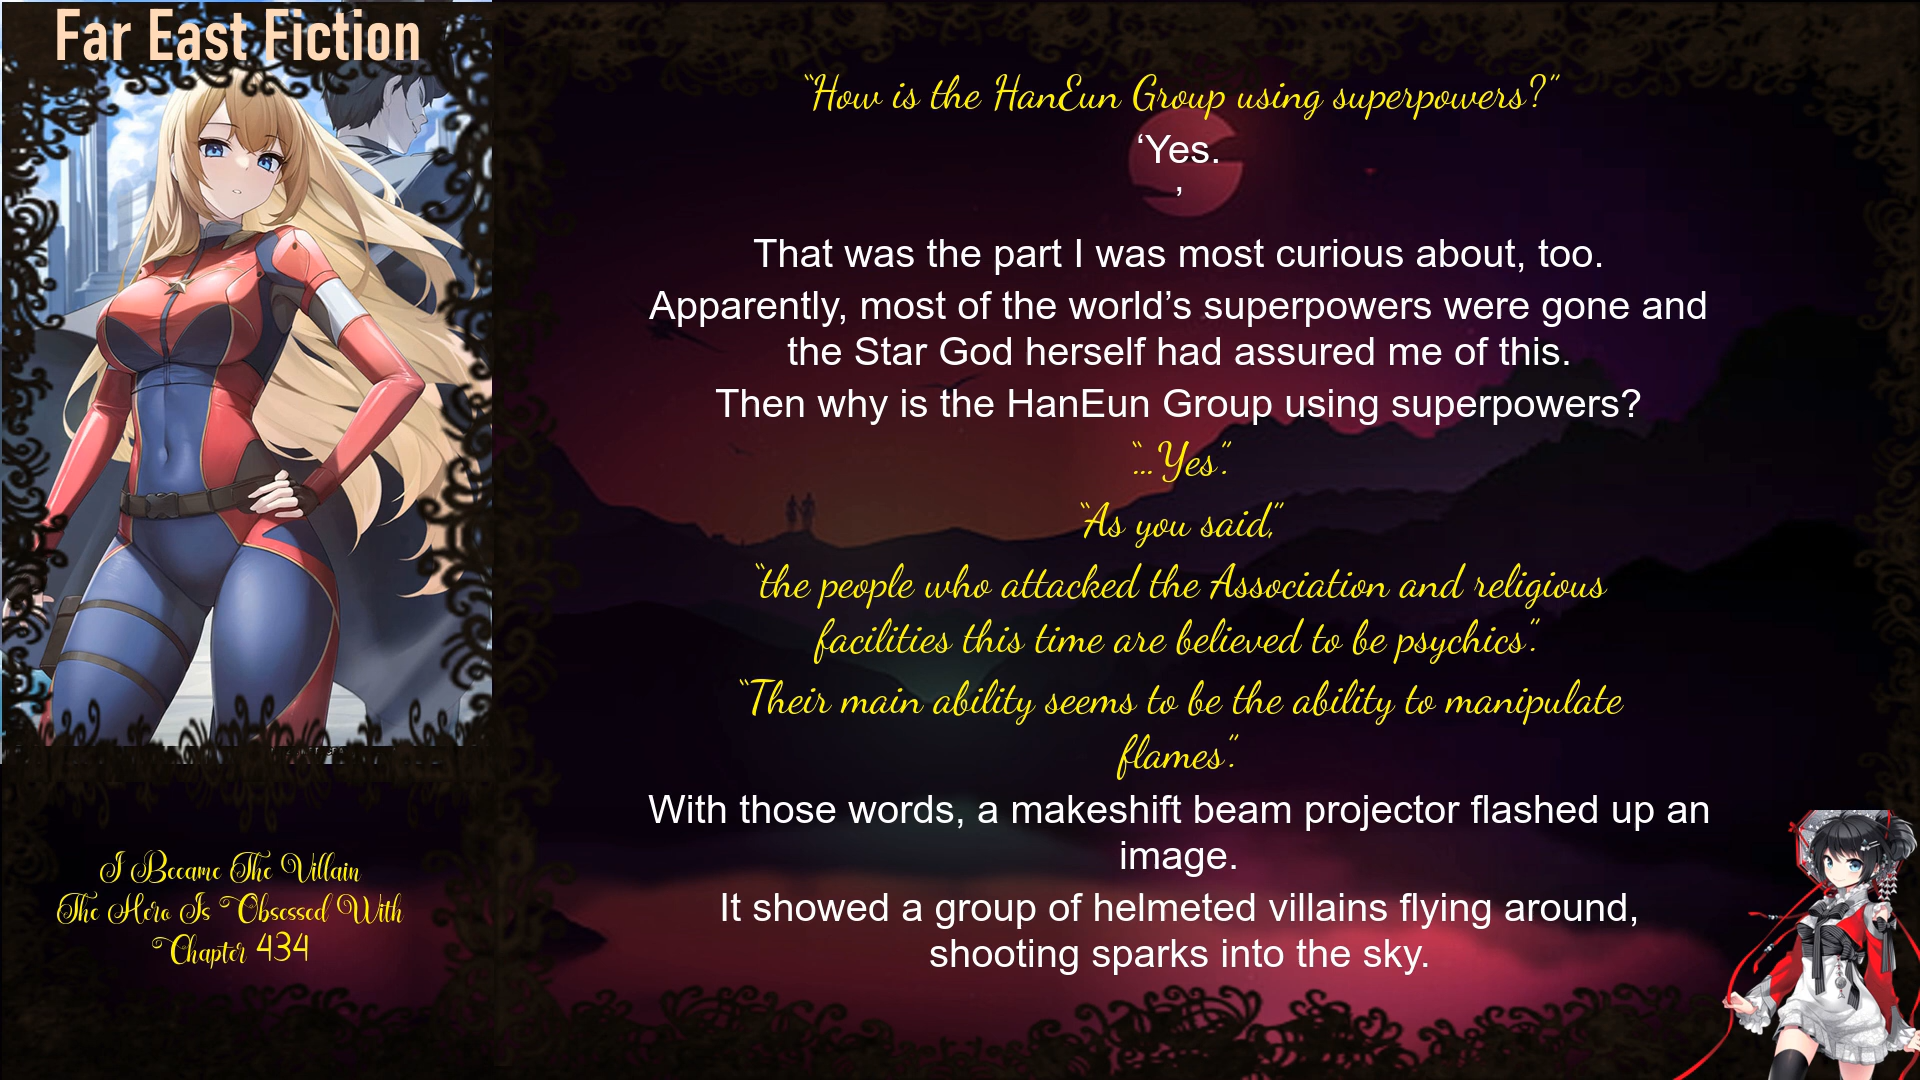 Far East Fiction
“How is the HanEun Group using superpowers?”
‘Yes.
’
That was the part I was most curious about, too.
Apparently, most of the world’s superpowers were gone and
the Star God herself had assured me of this.
Then why is the HanEun Group using superpowers?
“…Yes.”
“As you said,”
“the people who attacked the Association and religious
facilities this time are believed to be psychics.”
“Their main ability seems to be the ability to manipulate
flames.”
With those words, a makeshift beam projector flashed up an
image.
It showed a group of helmeted villains flying around,
shooting sparks into the sky.
I Became The Villain
The Hero Is Obsessed With
Chapter 434